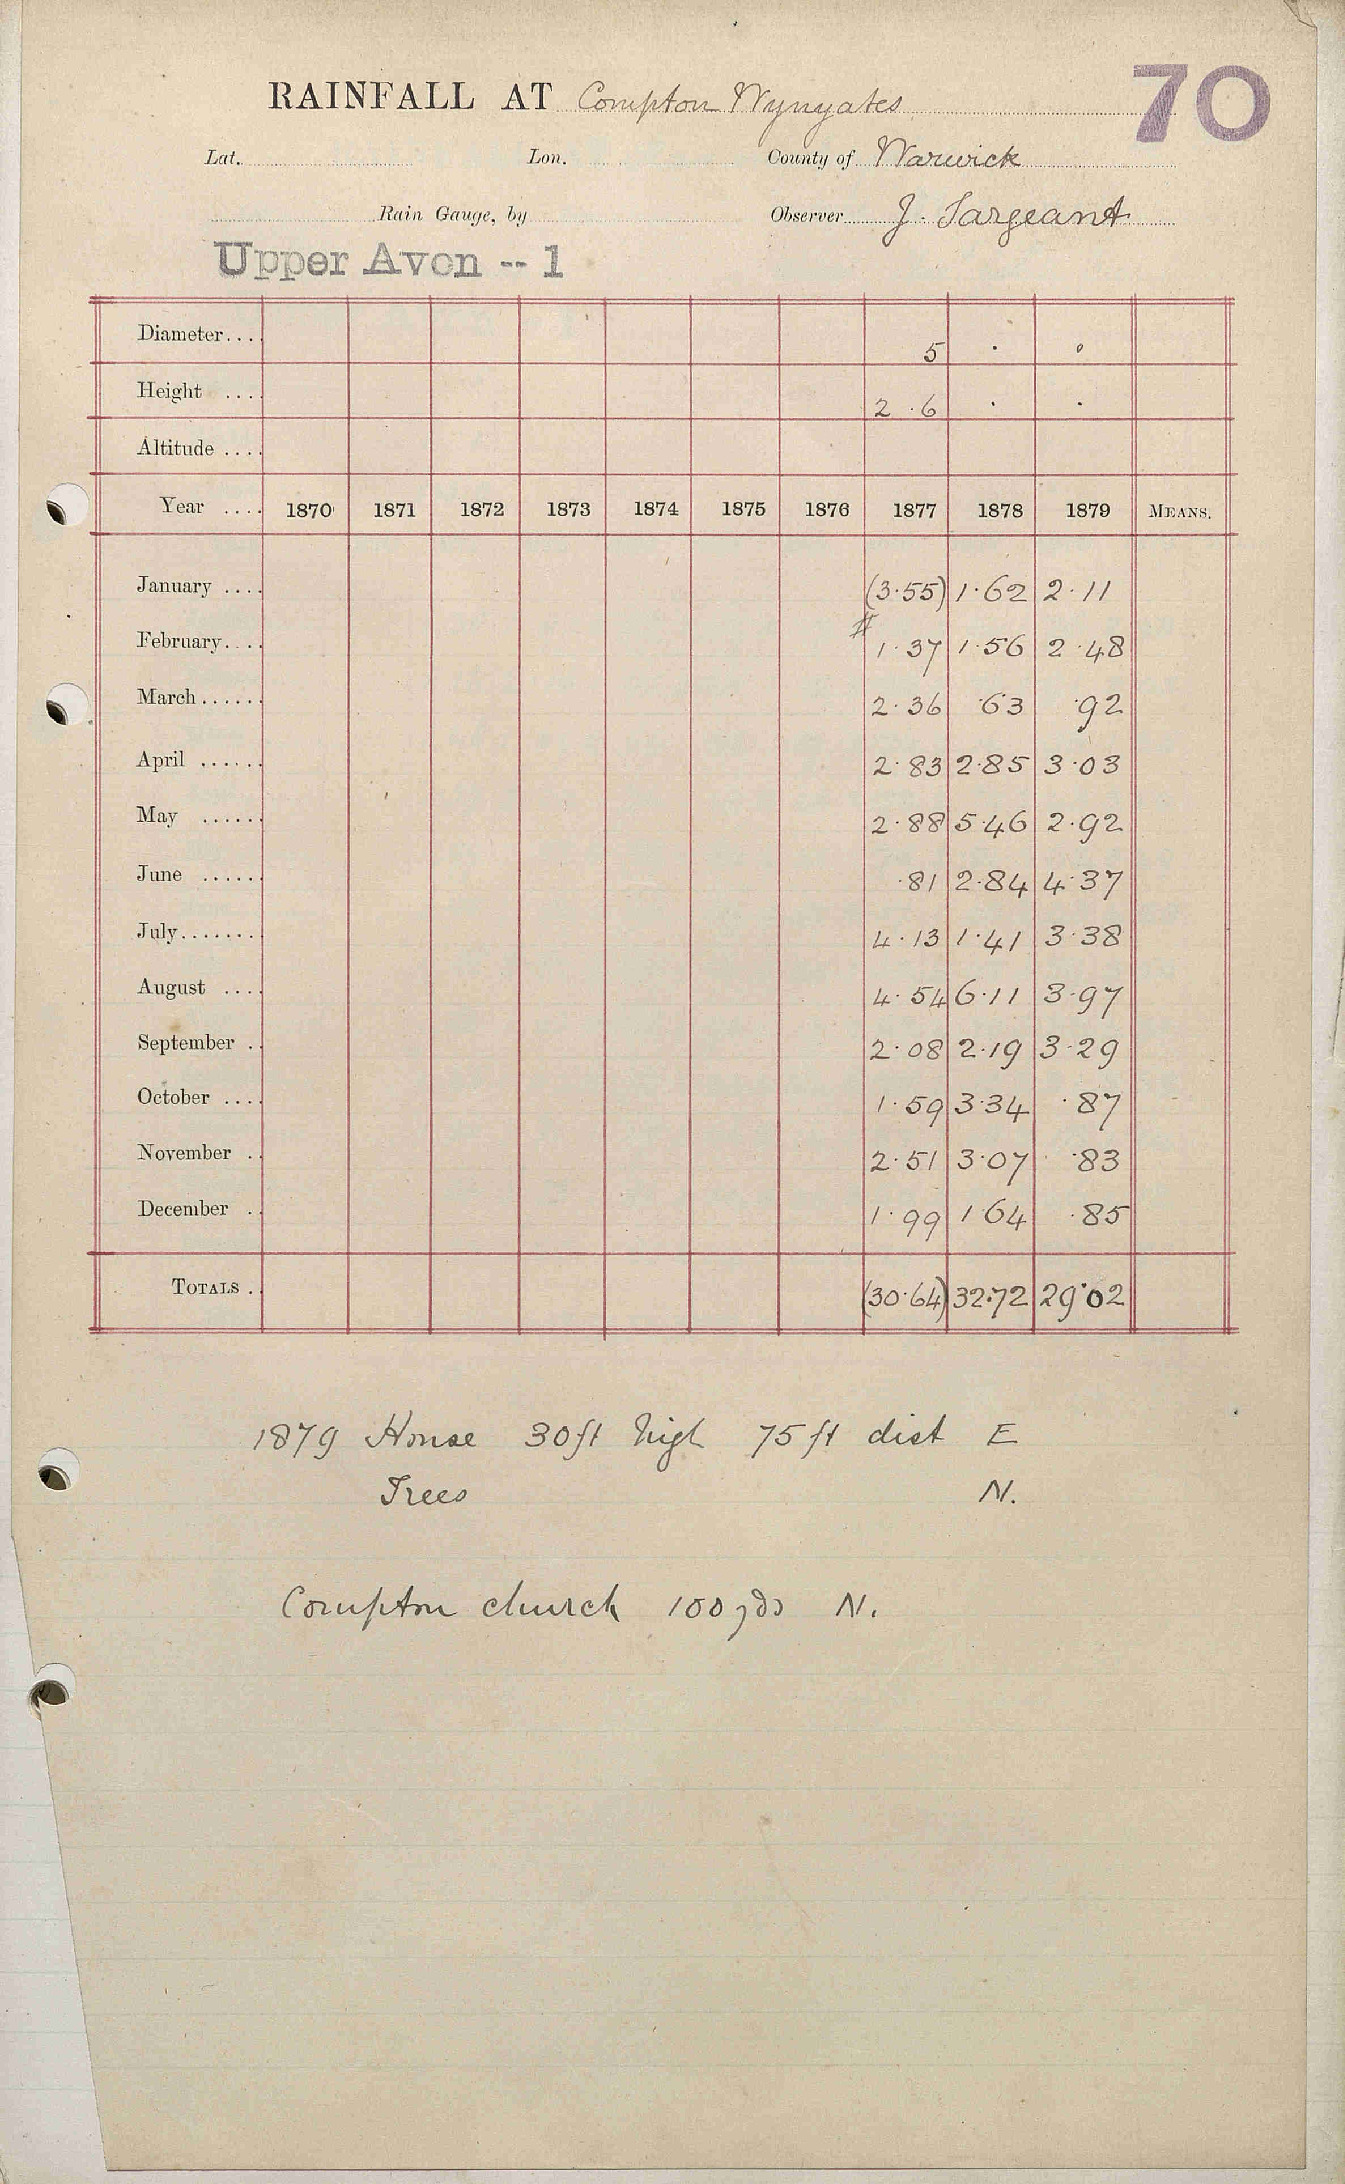 70
RAINFALL AT Compton Wynyates
Lat. Lon. County of Warwick
Rain Gauge, by Observer J. Sargeant
Upper Avon -- 1
Diameter.... 5 . .
Height .... 2 . 6 . .
Altitude ....
Year .... 1870 1871 1872 1873 1874 1875 1876 1877 1878 1879 MEANS.
January .... (3.55) 1.62 2.11
#
February.... 1.37 1.56 2.48
March...... 2.36 .63 .92
April ...... 2.83 2.85 3.03
May ...... 2.88 5.46 2.92
June ...... .81 2.84 4.37
July....... 4.13 1.41 3.38
August .... 4.54 6.11 3.97
September .. 2.08 2.19 3.29
October .... 1.59 3.34 .87
November .. 2.51 3.07 .83
December .. 1.99 1.64 .85
TOTALS .. (30.64) 32.72 29.02
1879 House 30ft high 75 ft dist E
Trees N.
Compton church 100 yds N.